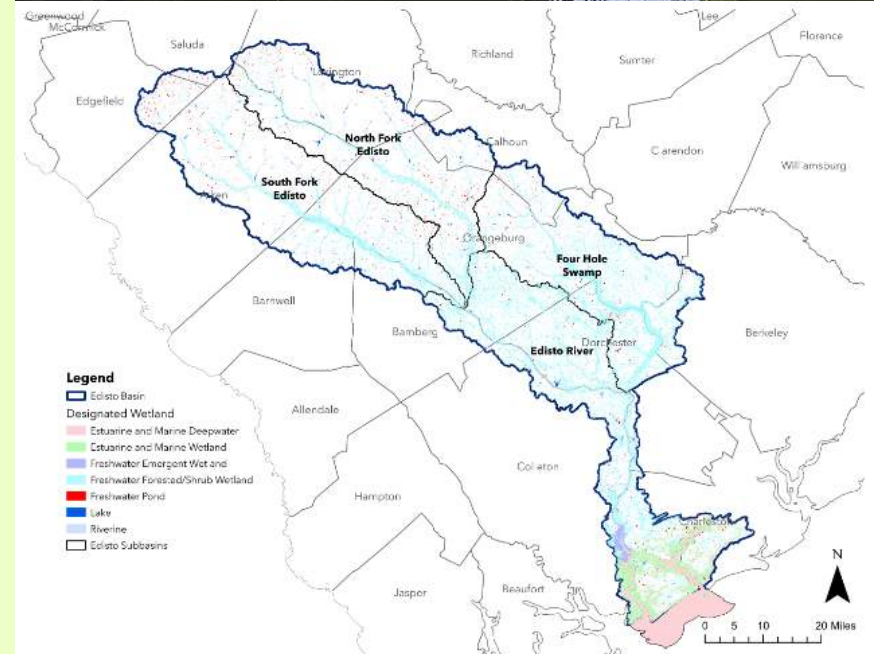 Greenwood
McCormick
Saluda
Lee
Florence
Richland
Sumter
Lexington
Edgefield
North Fork
Edisto
Calhoun
Clarendon
Williamsburg
South Fork
Edisto
Aiken
Orangeburg
Four Hole
Swamp
Barnwell
Bamberg
Edisto River
Dorchester
Berkeley
Legend
Edisto Basin
Designated Wetland
Estuarine and Marine Deepwater
Estuarine and Marine Wetland
Freshwater Emergent Wetland
Freshwater Forested/Shrub Wetland
Freshwater Pond
Lake
Riverine
Edisto Subbasins
Allendale
Colleton
Hampton
Charleston
Jasper
Beaufort
N
0 5 10 20 Miles